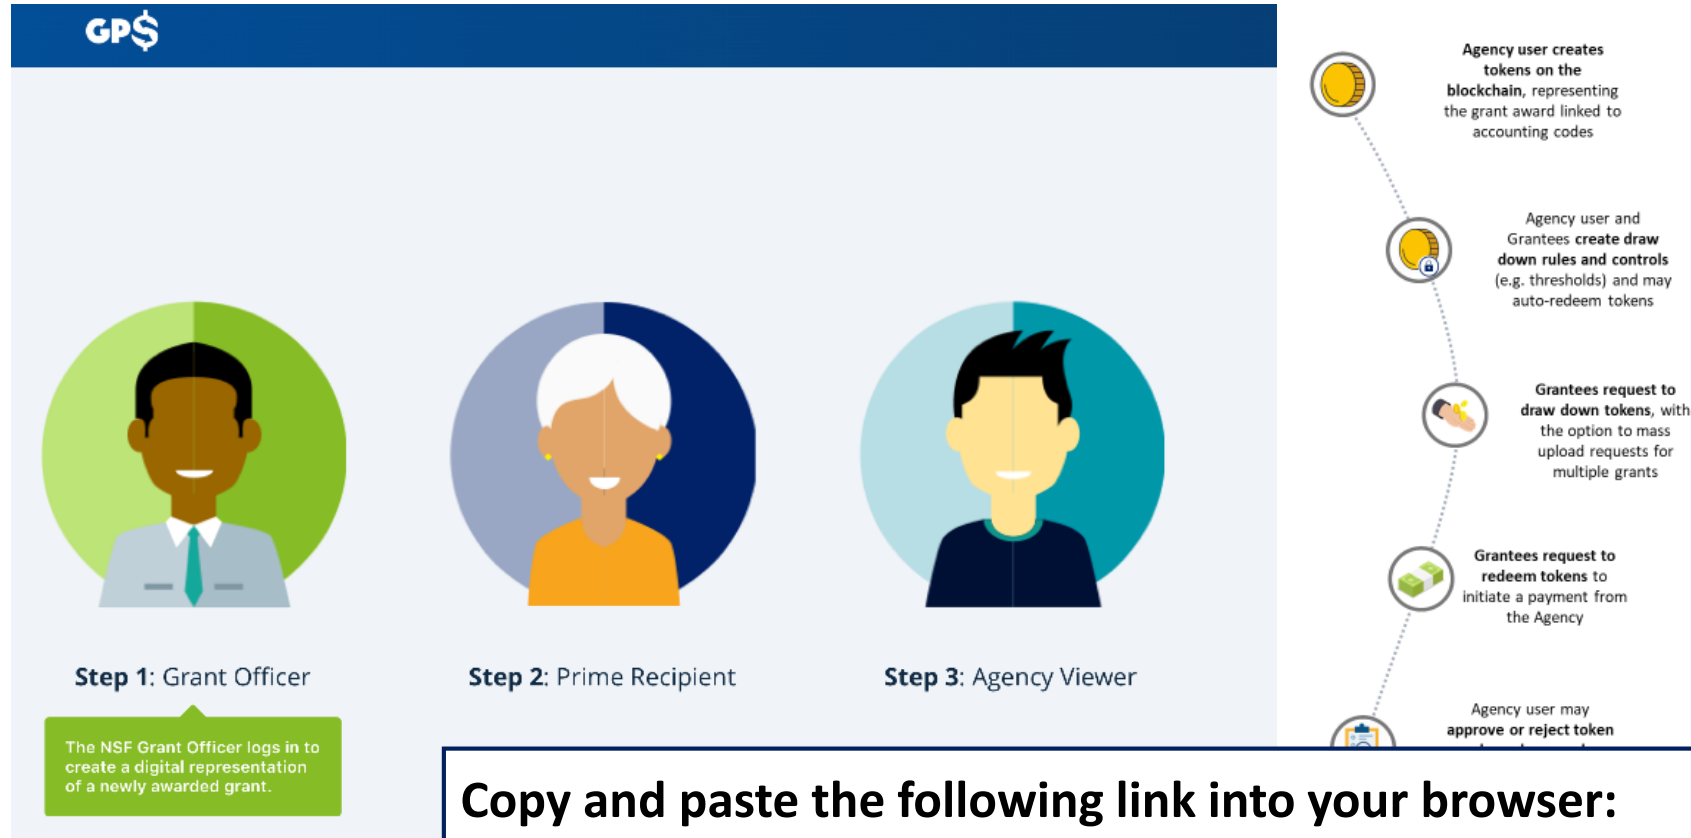 GP$
Agency user creates
tokens on the
blockchain, representing
the grant award linked to
accounting codes
Agency user and
Grantees create draw
down rules and controls
(e.g. thresholds) and may
auto-redeem tokens
Grantees request to
draw down tokens, with
the option to mass
upload requests for
multiple grants
Grantees request to
redeem tokens to
initiate a payment from
the Agency
Agency user may
approve or reject token
Step 1: Grant Officer
Step 2: Prime Recipient
Step 3: Agency Viewer
The NSF Grant Officer logs in to
create a digital representation
of a newly awarded grant.
Copy and paste the following link into your browser: